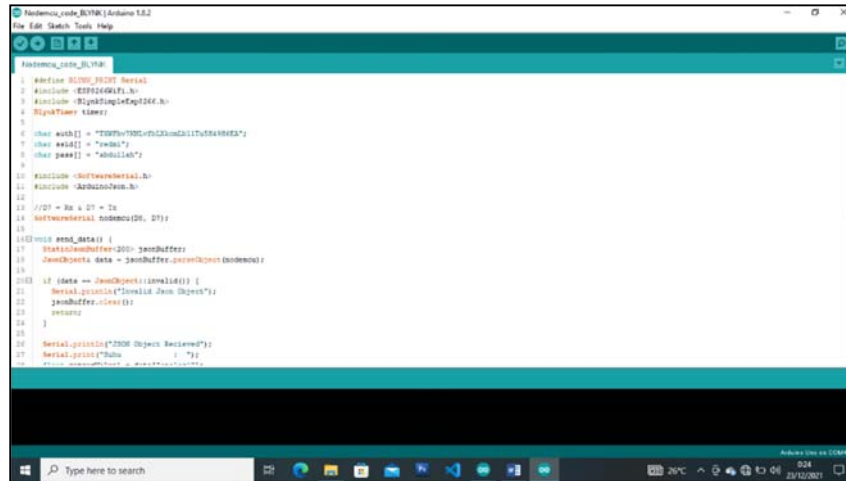 Nodemcu_code_BLYNK | Arduino 1.8.2
File Edit Sketch Tools Help
Nodemcu_code_BLYNK
1 #define BLYNK_PRINT Serial
2 #include <ESP8266WiFi.h>
3 #include <BlynkSimpleEsp8266.h>
4 BlynkTimer timer;
5
6 char auth[] =
7 char ssid[] = "redmi";
8 char pass[] = "abdullah";
9
10 #include <SoftwareSerial.h>
11 #include <ArduinoJson.h>
12
13 = Rx & D7 = Tx
14 SoftwareSerial nodemcu(D6, D7);
15
16 void send_data() {
17 StaticJsonBuffer<200> jsonBuffer;
18 JsonObject& data = jsonBuffer.parseObject(nodemcu);
19
20 if (data == JsonObject::invalid()) {
21 Serial.println("Invalid Json Object");
22 jsonBuffer.clear();
23 return;
24 }
25
26 Serial.println("JSON Object Recieved");
27 Serial.print("Suhu : ");
Arduino Uno on
Type here to search
26°C
0:24
23/12/2021